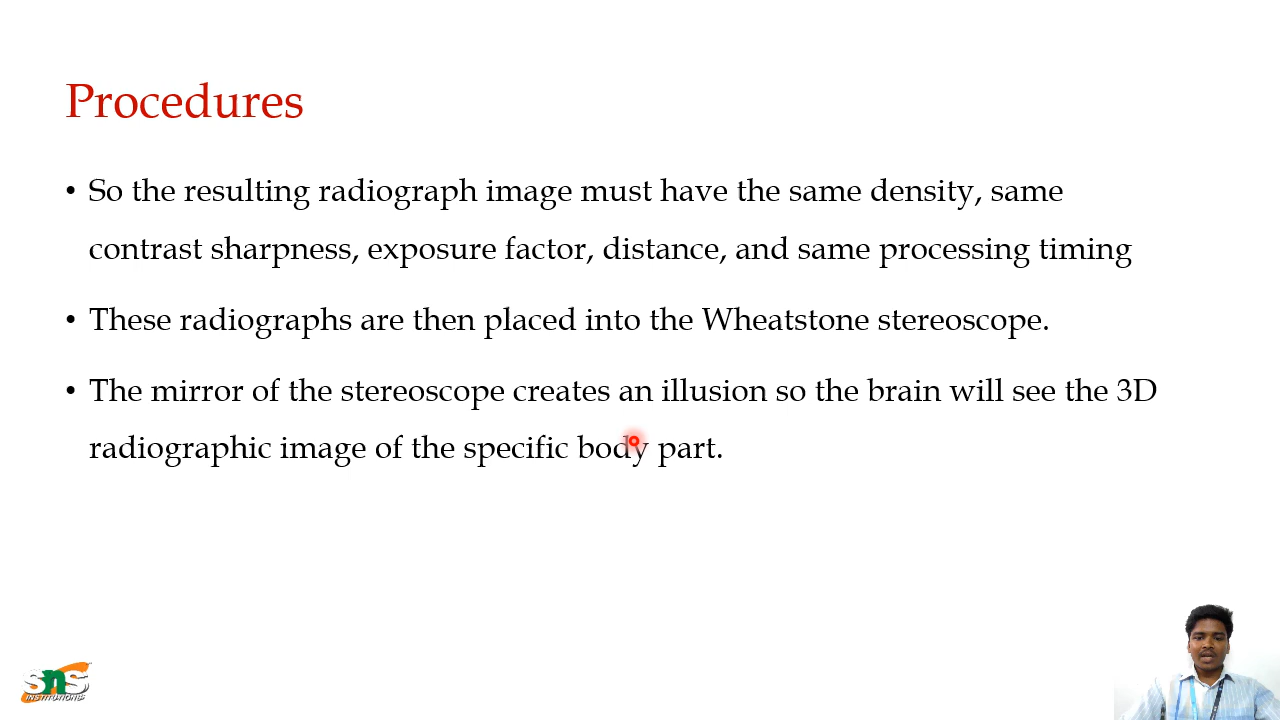 Procedures
• So the resulting radiograph image must have the same density, same
contrast sharpness, exposure factor, distance, and same processing timing
• These radiographs are then placed into the Wheatstone stereoscope.
• The mirror of the stereoscope creates an illusion so the brain will see the 3D
radiographic image of the specific body part.
sns
INSTITUTIONS